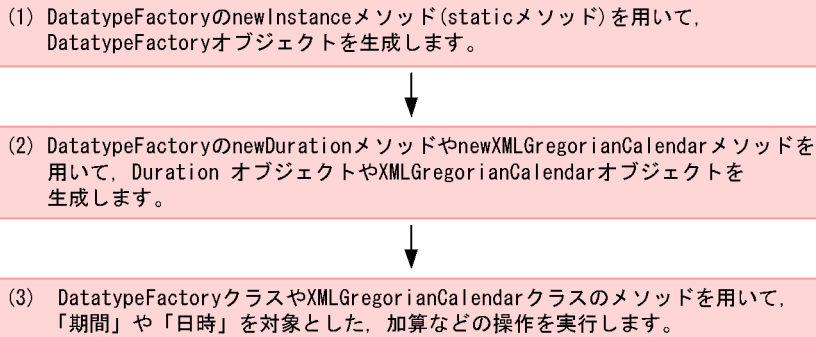 (1) DatatypeFactoryのnewInstanceメソッド(staticメソッド)を用いて,
DatatypeFactoryオブジェクトを生成します。
(2) DatatypeFactoryのnewDurationメソッドやnewXMLGregorianCalendarメソッドを
用いて, Duration オブジェクトやXMLGregorianCalendarオブジェクトを
生成します。
(3) DatatypeFactoryクラスやXMLGregorianCalendarクラスのメソッドを用いて,
「期間」や「日時」を対象とした, 加算などの操作を実行します。